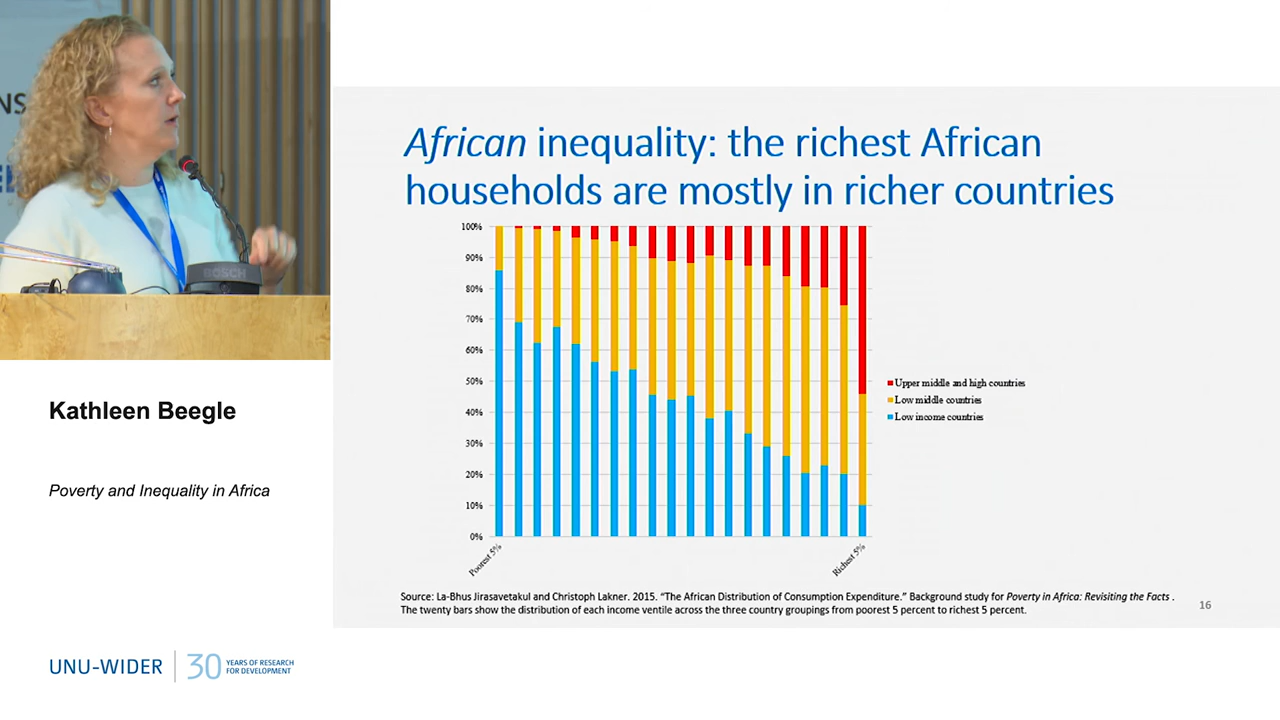 NS
BOSCH
Kathleen Beegle
Poverty and Inequality in Africa
UNU-WIDER
30 YEARS OF RESEARCH
FOR DEVELOPMENT
African inequality: the richest African
households are mostly in richer countries
100%
90%
80%
70%
60%
50%
40%
30%
20%
10%
0%
Poorest 5%
Richest 5%
Upper middle and high countries
Low middle countries
Low income countries
Source: La-Bhus Jirasavetakul and Christoph Lakner. 2015. “The African Distribution of Consumption Expenditure.” Background study for Poverty in Africa: Revisiting the Facts .
The twenty bars show the distribution of each income ventile across the three country groupings from poorest 5 percent to richest 5 percent.
16